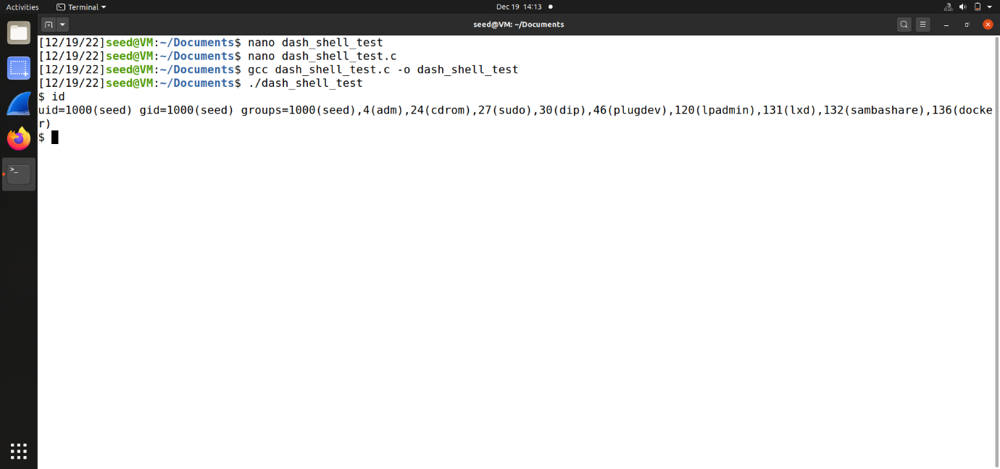 Activities
Terminal
Dec 19 14:13
seed@VM: ~/Documents
[12/19/22]seed@VM:~/Documents$ nano dash_shell_test
[12/19/22]seed@VM:~/Documents$ nano dash_shell_test.c
[12/19/22]seed@VM:~/Documents$ gcc dash_shell_test.c -o dash_shell_test
[12/19/22]seed@VM:~/Documents$ ./dash_shell_test
$ id
uid=1000(seed) gid=1000(seed) groups=1000(seed),4(adm),24(cdrom),27(sudo),30(dip),46(plugdev),120(lpadmin),131(lxd),132(sambashare),136(docke
r)
$